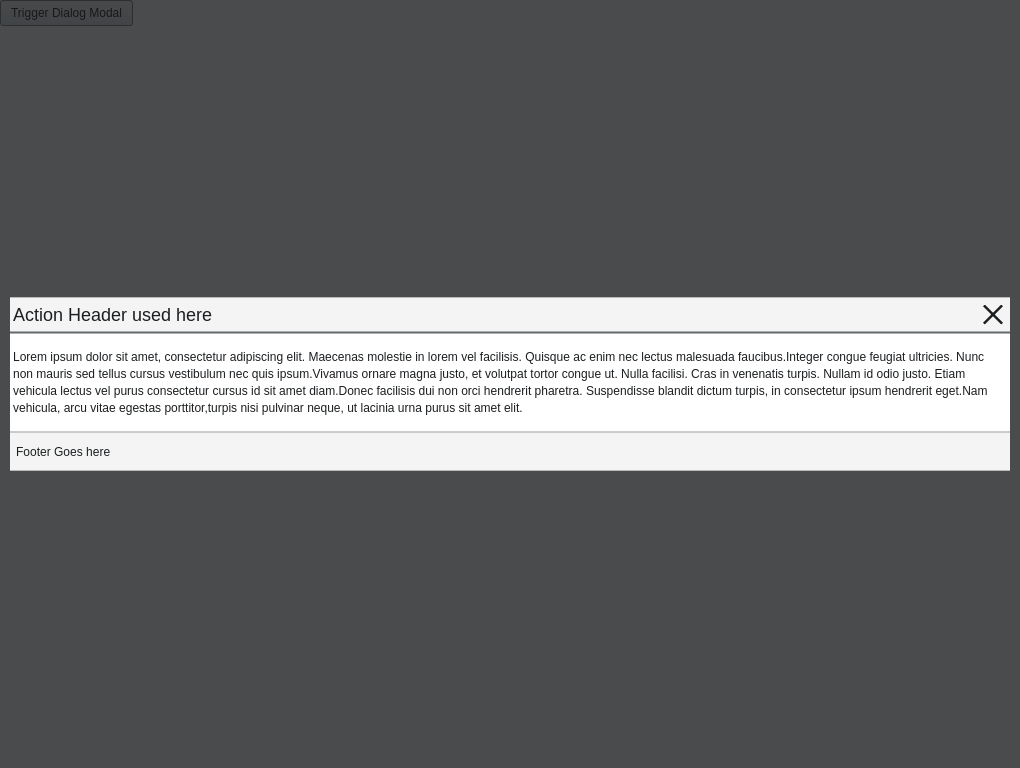 Trigger Dialog Modal
Action Header used here
Lorem ipsum dolor sit amet, consectetur adipiscing elit. Maecenas molestie in lorem vel facilisis. Quisque ac enim nec lectus malesuada faucibus.Integer congue feugiat ultricies. Nunc
non mauris sed tellus cursus vestibulum nec quis ipsum.Vivamus ornare magna justo, et volutpat tortor congue ut. Nulla facilisi. Cras in venenatis turpis. Nullam id odio justo. Etiam
vehicula lectus vel purus consectetur cursus id sit amet diam.Donec facilisis dui non orci hendrerit pharetra. Suspendisse blandit dictum turpis, in consectetur ipsum hendrerit eget.Nam
vehicula, arcu vitae egestas porttitor,turpis nisi pulvinar neque, ut lacinia urna purus sit amet elit.
Footer Goes here